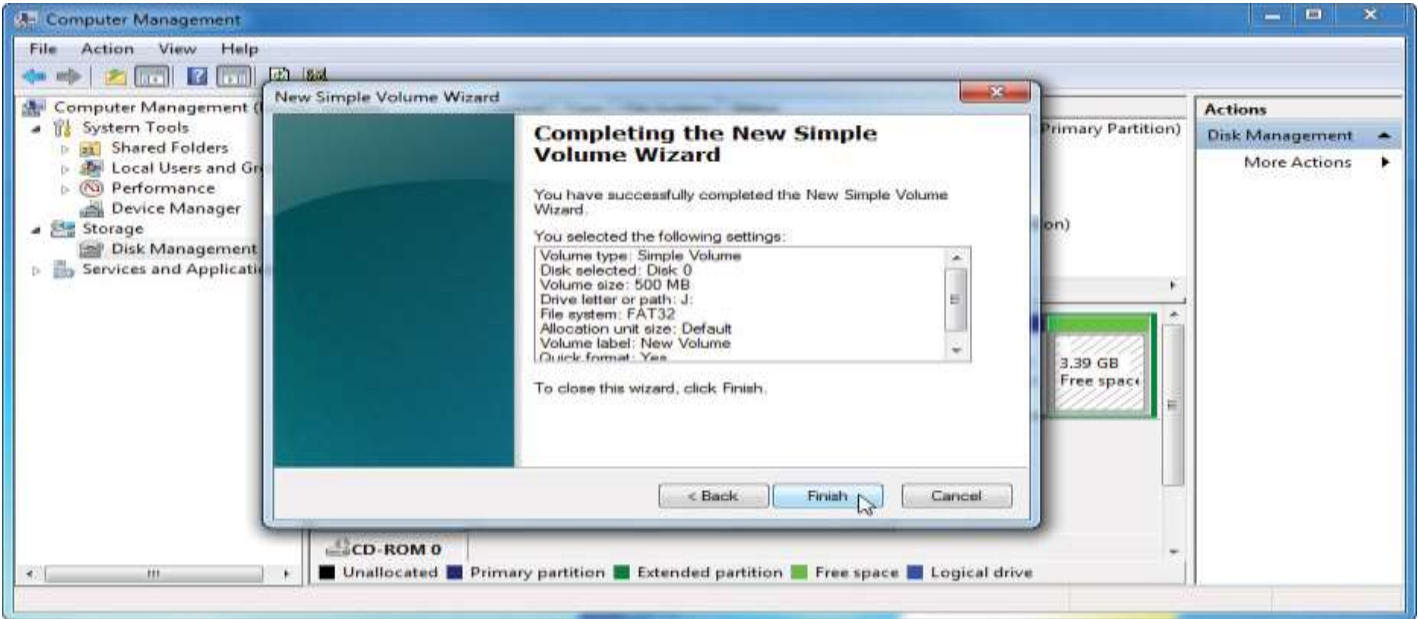 Computer Management
File Action View Help
Computer Management (
System Tools
Shared Folders
Local Users and Gr
Performance
Device Manager
Storage
Disk Management
Services and Applicati
New Simple Volume Wizard
Completing the New Simple
Volume Wizard
You have successfully completed the New Simple Volume
Wizard.
You selected the following settings:
Volume type: Simple Volume
Disk selected: Disk 0
Volume size: 500 MB
Drive letter or path: J:
File system: FAT32
Allocation unit size: Default
Volume label: New Volume
Quick format: Yes
To close this wizard, click Finish.
< Back Finish Cancel
Primary Partition)
on)
3.39 GB
Free space
CD-ROM 0
Unallocated Primary partition Extended partition Free space Logical drive
Actions
Disk Management
More Actions